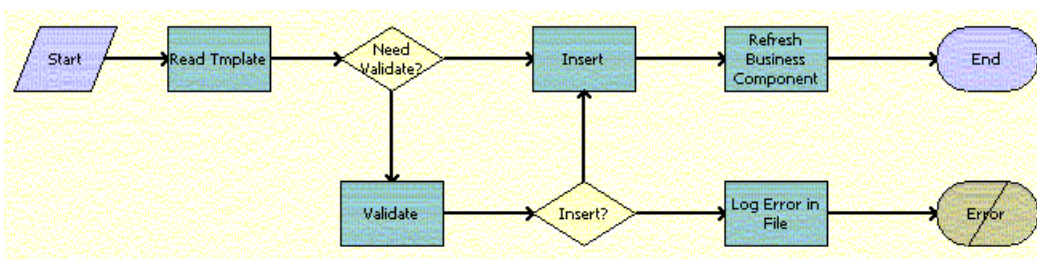 Start
Read Tmplate
Need
Validate?
Insert
Refresh
Business
Component
End
Validate
Insert?
Log Error in
File
Error